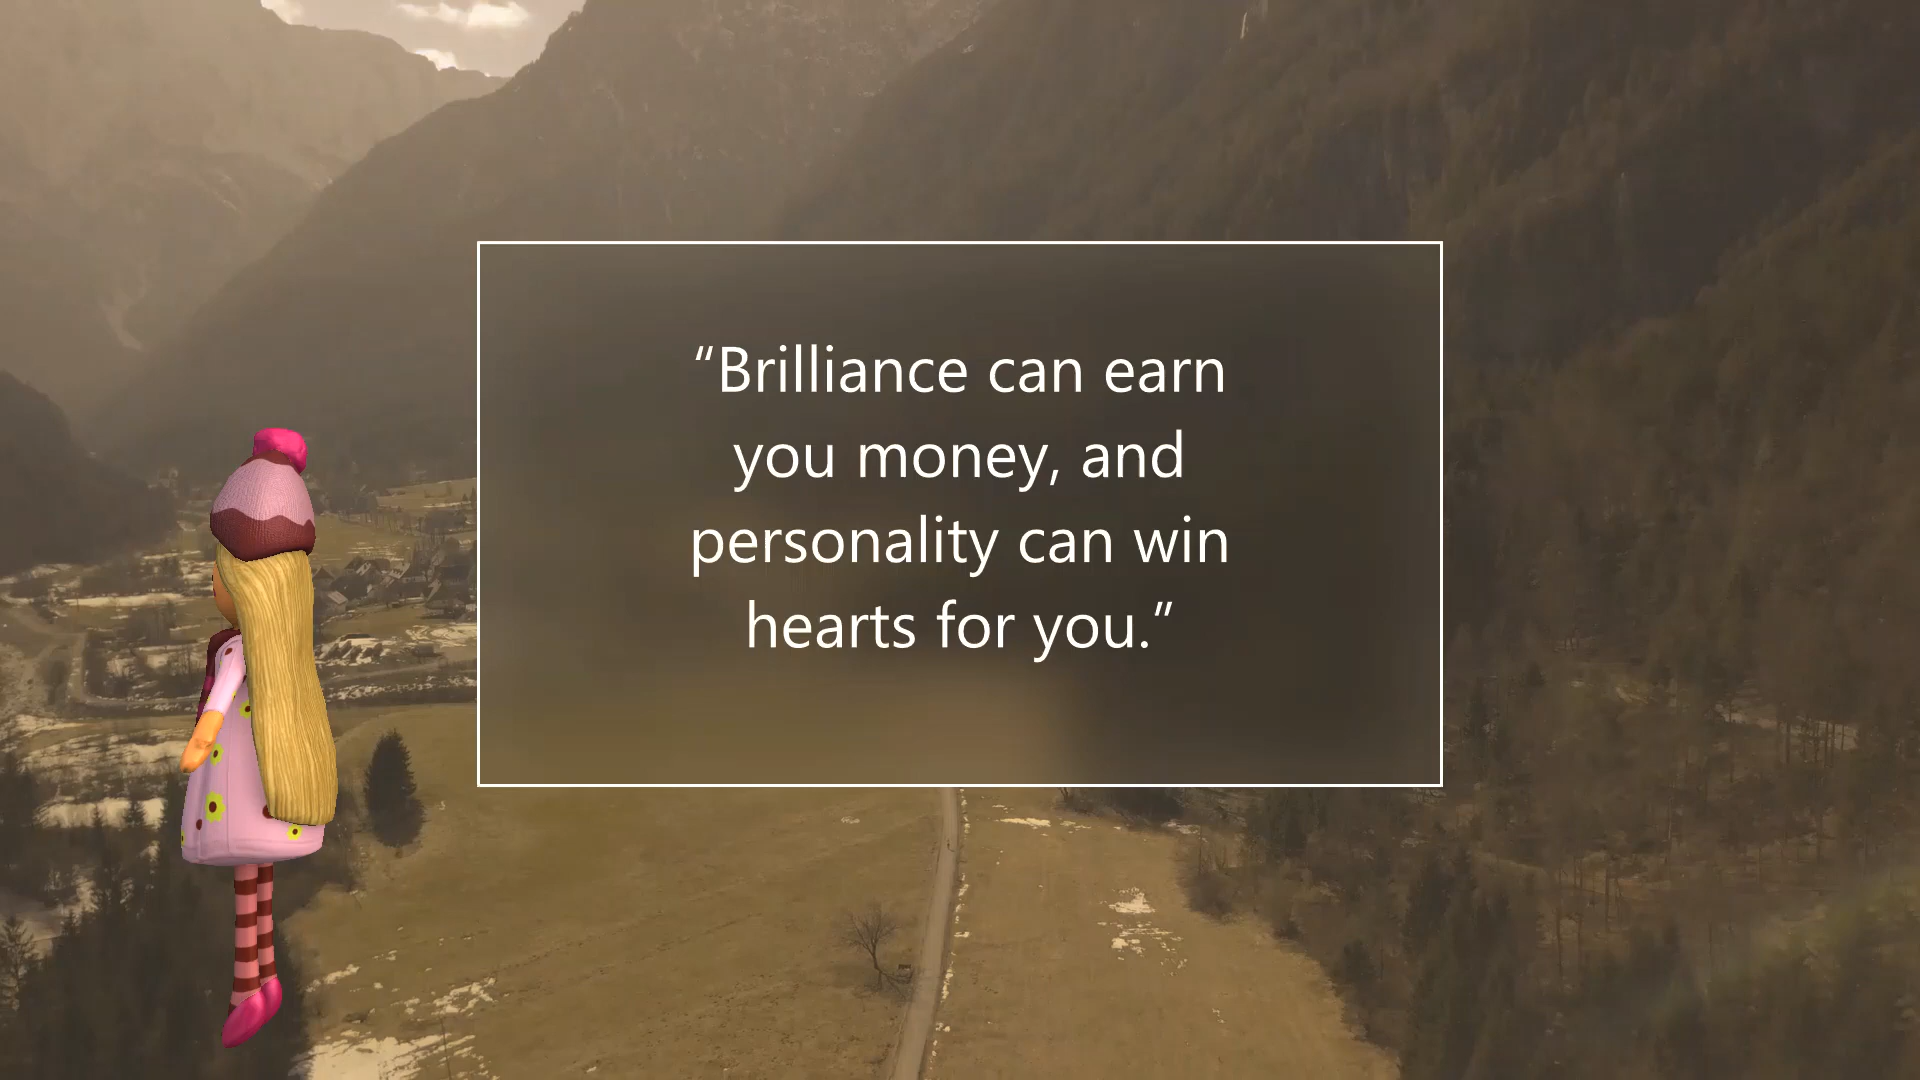 “Brilliance can earn
you money, and
personality can win
hearts for you.”